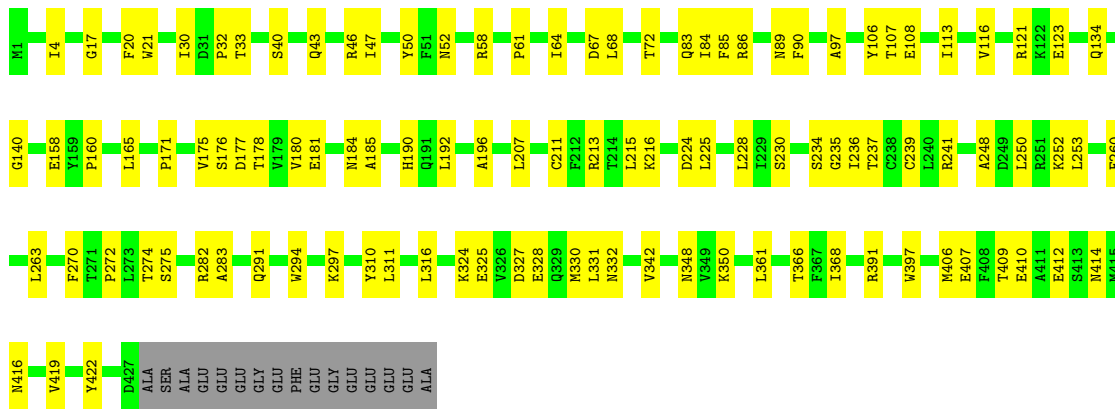 M1 I4 G17 F20 W21 I30 D31 P32 T33 S40 Q43 R46 I47 Y50 F51 N52 R58 P61 I64 D67 L68 T72 Q83 I84 F85 R86 N89 F90 A97 Y106 T107 E108 I113 V116 R121 K122 E123 Q134
G140 E158 Y159 P160 L165 P171 V175 S176 D177 T178 V179 V180 E181 N184 A185 H190 Q191 L192 A196 L207 C211 F212 R213 T214 L215 K216 D224 L225 L228 I229 S230 S234 G235 I236 T237 C238 C239 L240 R241 A248 D249 L250 R251 K252 L253
L263 F270 T271 P272 L273 T274 S275 R282 A283 Q291 W294 K297 Y310 L311 L316 K324 E325 V326 D327 E328 Q329 M330 L331 N332 V342 N348 V349 K350 L361 T366 F367 I368 R391 W397 M406 E407 F408 T409 E410 A411 E412 S413 N414 M415
N416 V419 Y422 D427 ALA SER ALA GLU GLU GLY GLU PHE GLU GLY GLU GLU GLU GLU ALA